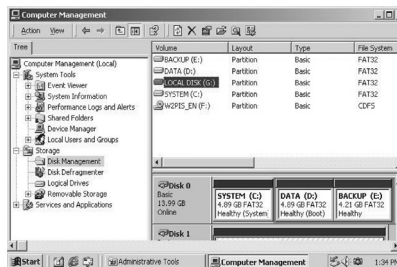 Computer Management
Action View
Tree
Computer Management (Local)
System Tools
Event Viewer
System Information
Performance Logs and Alerts
Shared Folders
Device Manager
Local Users and Groups
Storage
Disk Management
Disk Defragmenter
Logical Drives
Removable Storage
Services and Applications
Volume Layout Type File System
BACKUP (E:) Partition Basic FAT32
DATA (D:) Partition Basic FAT32
LOCAL DISK (G:) Partition Basic FAT32
SYSTEM (C:) Partition Basic FAT32
W2PIS_EN (F:) Partition Basic CDFS
Disk 0
Basic
13.99 GB
Online
SYSTEM (C:)
4.89 GB FAT32
Healthy (System
DATA (D:)
4.89 GB FAT32
Healthy (Boot)
BACKUP (E:)
4.21 GB FAT32
Healthy
Disk 1
Start Administrative Tools Computer Management 1:34 PM